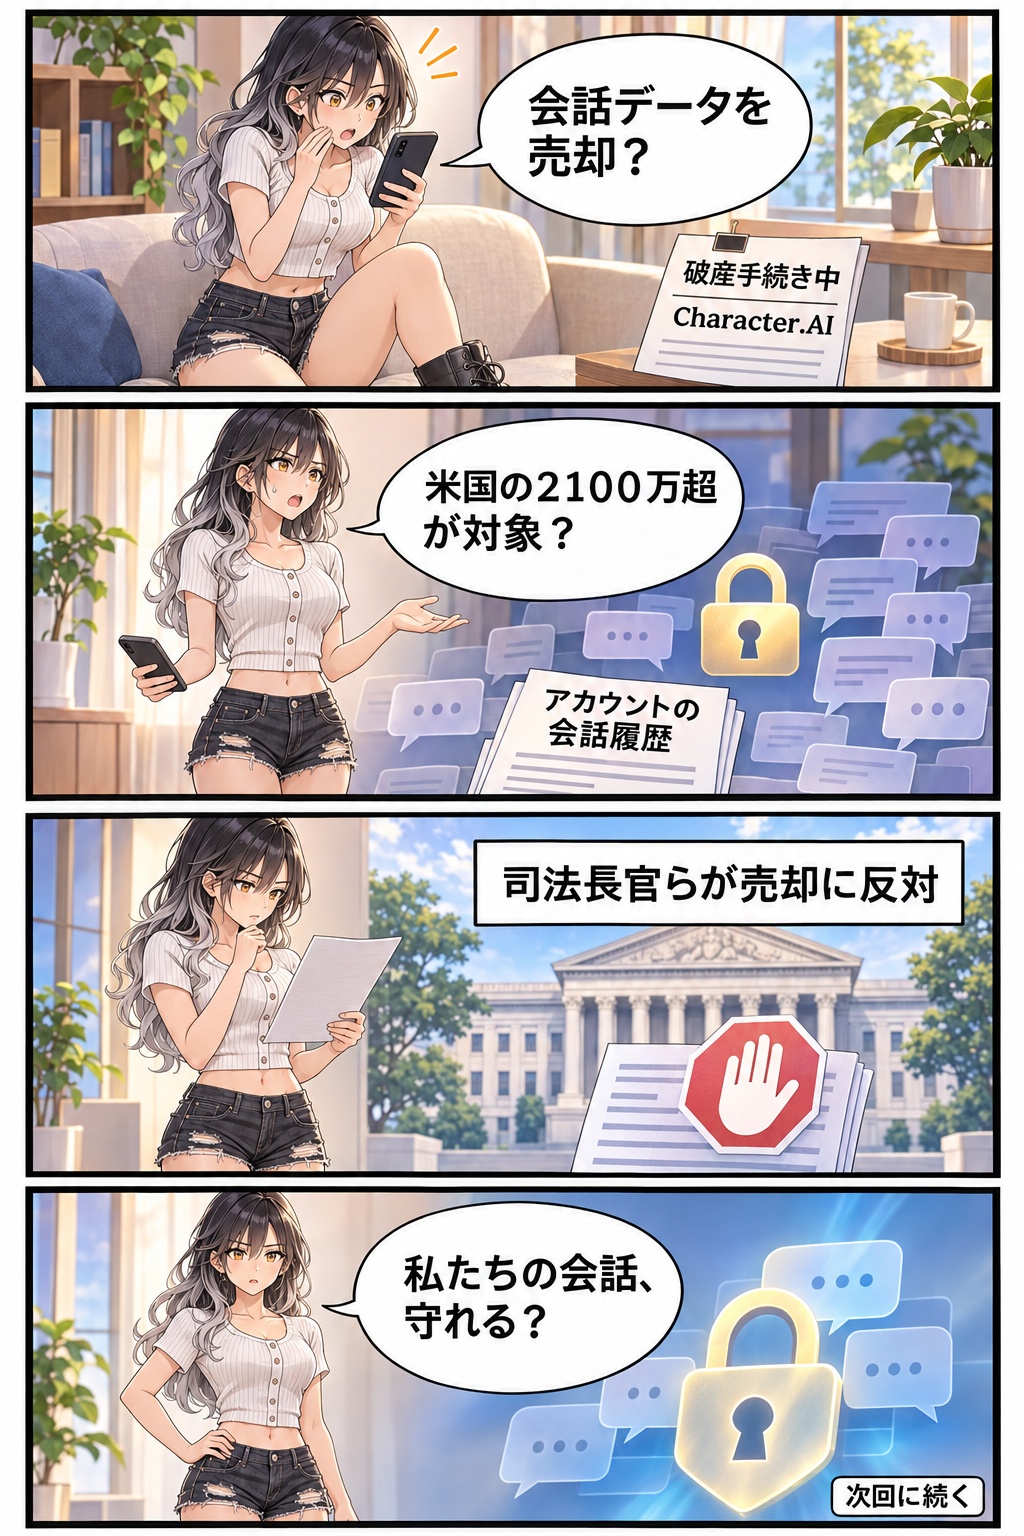 会話データを
売却？
破産手続き中
Character.AI
米国の2100万超
が対象？
アカウントの
会話履歴
司法長官らが売却に反対
私たちの会話、
守れる？
次回に続く